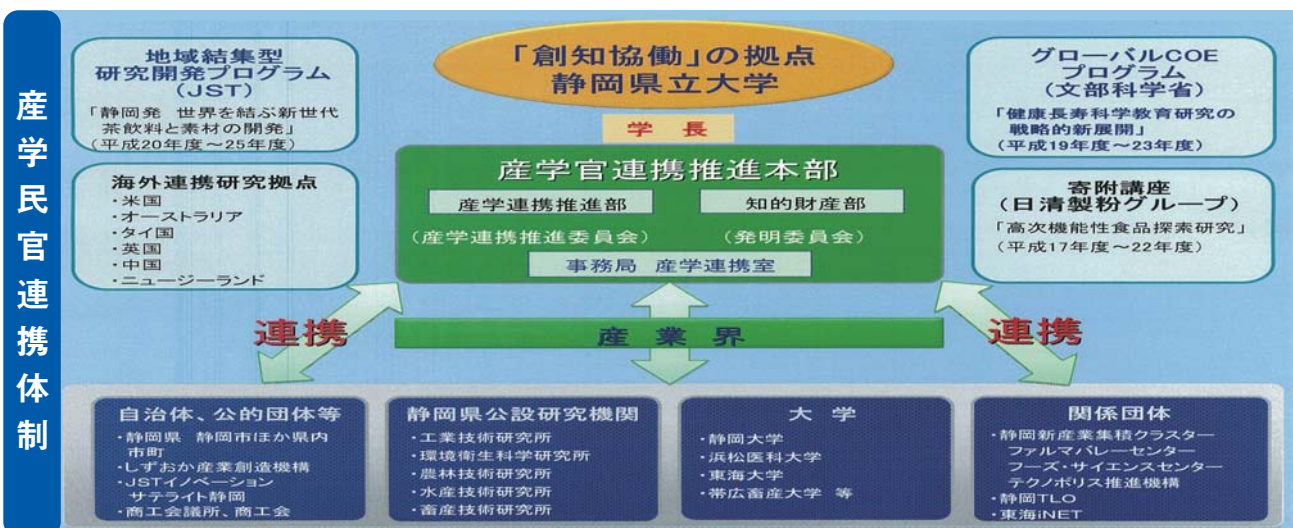 産学民官連携体制
「創知協働」の拠点
静岡県立大学
学 長
地域結集型
研究開発プログラム
(JST)
「静岡発 世界を結ぶ新世代
茶飲料と素材の開発」
(平成20年度~25年度)
海外連携研究拠点
・米国
・オーストラリア
・タイ国
・英国
・中国
・ニュージーランド
産学官連携推進本部
産学連携推進部
知的財産部
(産学連携推進委員会)
(発明委員会)
事務局 産学連携室
グローバルCOE
プログラム
(文部科学省)
「健康長寿科学教育研究の
戦略的新展開」
(平成19年度~23年度)
寄附講座
(日清製粉グループ)
「高次機能性食品探索研究」
(平成17年度~22年度)
連携
産 業 界
連携
自治体、公的団体等
・静岡県 静岡市ほか県内
市町
・しずおか産業創造機構
・JSTイノベーション
サテライト静岡
・商工会議所、商工会
静岡県公設研究機関
・工業技術研究所
・環境衛生科学研究所
・農林技術研究所
・水産技術研究所
・畜産技術研究所
大 学
・静岡大学
・浜松医科大学
・東海大学
・帯広畜産大学 等
関係団体
・静岡新産業集積クラスター
ファルマバレーセンター
フーズ・サイエンスセンター
テクノポリス推進機構
・静岡TLO
・東海iNET